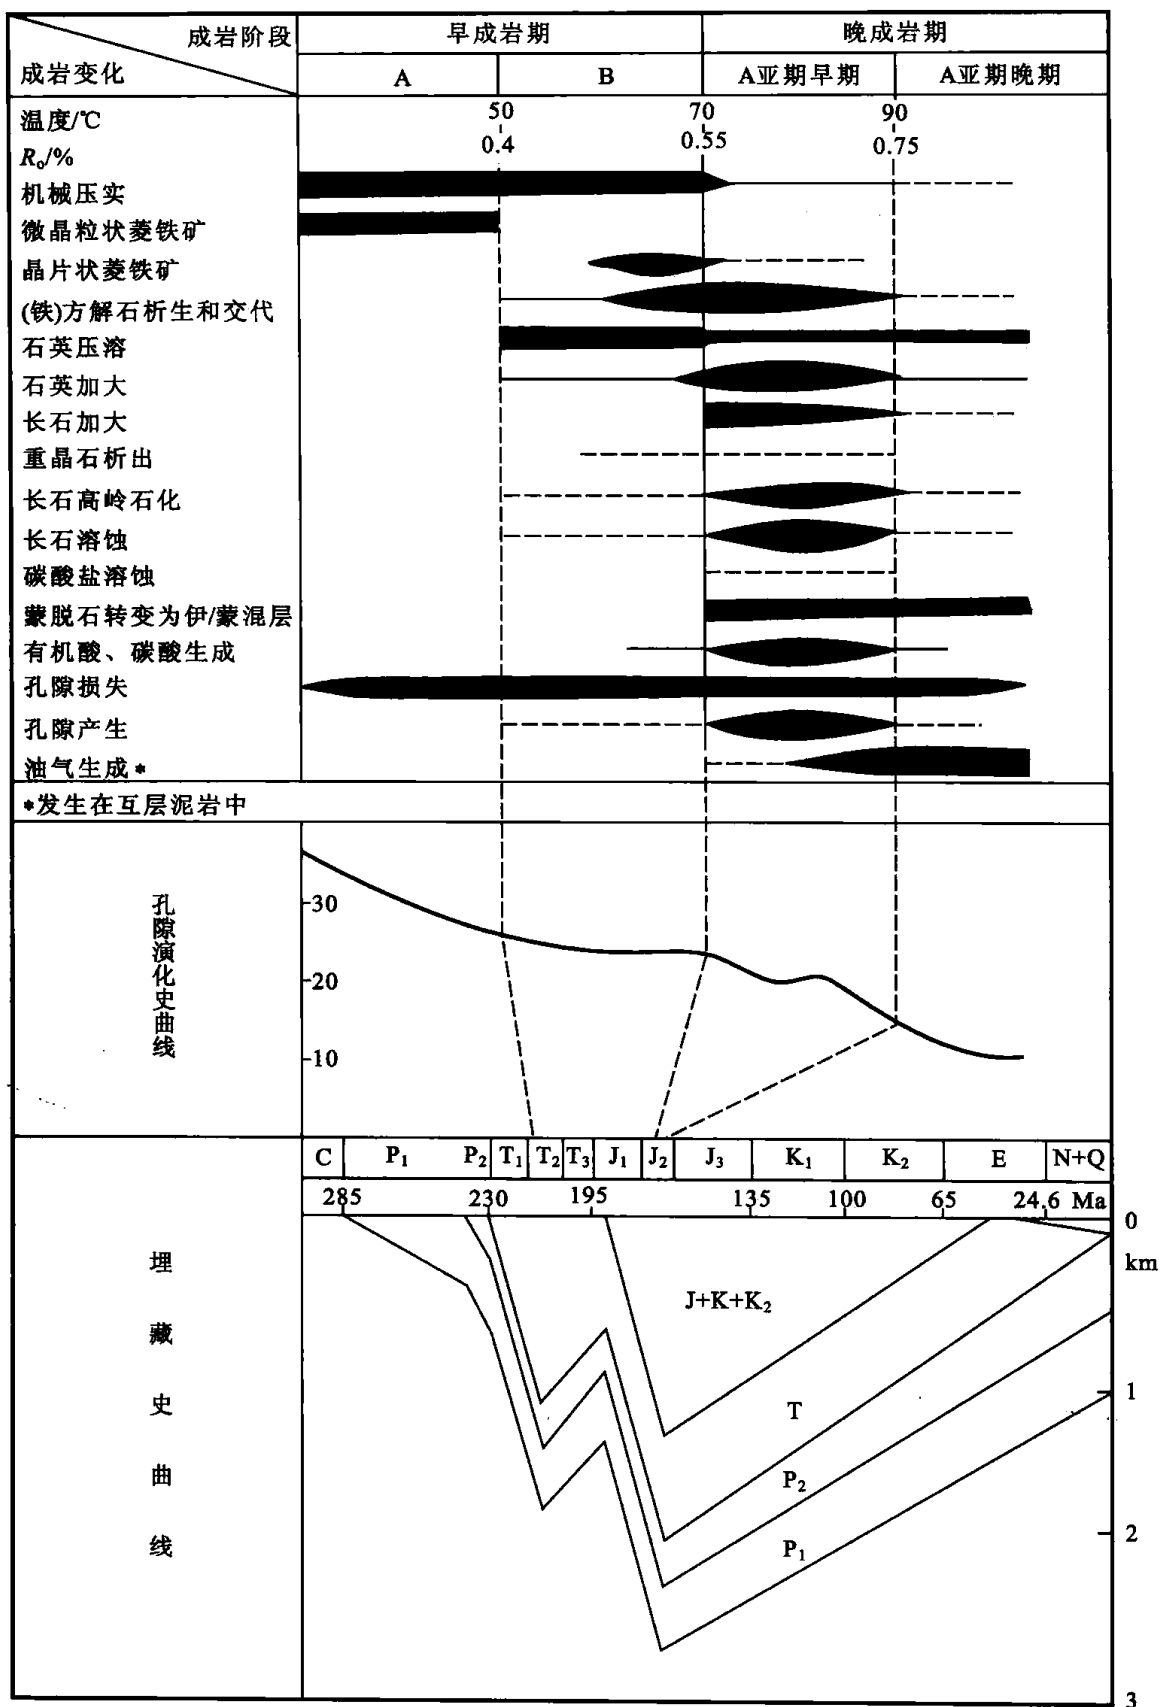 成岩阶段
成岩变化
早成岩期
晚成岩期
A
B
A亚期早期
A亚期晚期
温度/℃
50
70
90
Rₒ/%
0.4
0.55
0.75
机械压实
微晶粒状菱铁矿
晶片状菱铁矿
(铁)方解石析生和交代
石英压溶
石英加大
长石加大
重晶石析出
长石高岭石化
长石溶蚀
碳酸盐溶蚀
蒙脱石转变为伊/蒙混层
有机酸、碳酸生成
孔隙损失
孔隙产生
油气生成*
*发生在互层泥岩中
孔隙演化史曲线
30
20
10
C P₁ P₂ T₁ T₂ T₃ J₁ J₂ J₃ K₁ K₂ E N+Q
285 230 195 135 100 65 24.6 Ma
埋藏史曲线
0
km
1
2
3
J+K+K₂
T
P₂
P₁